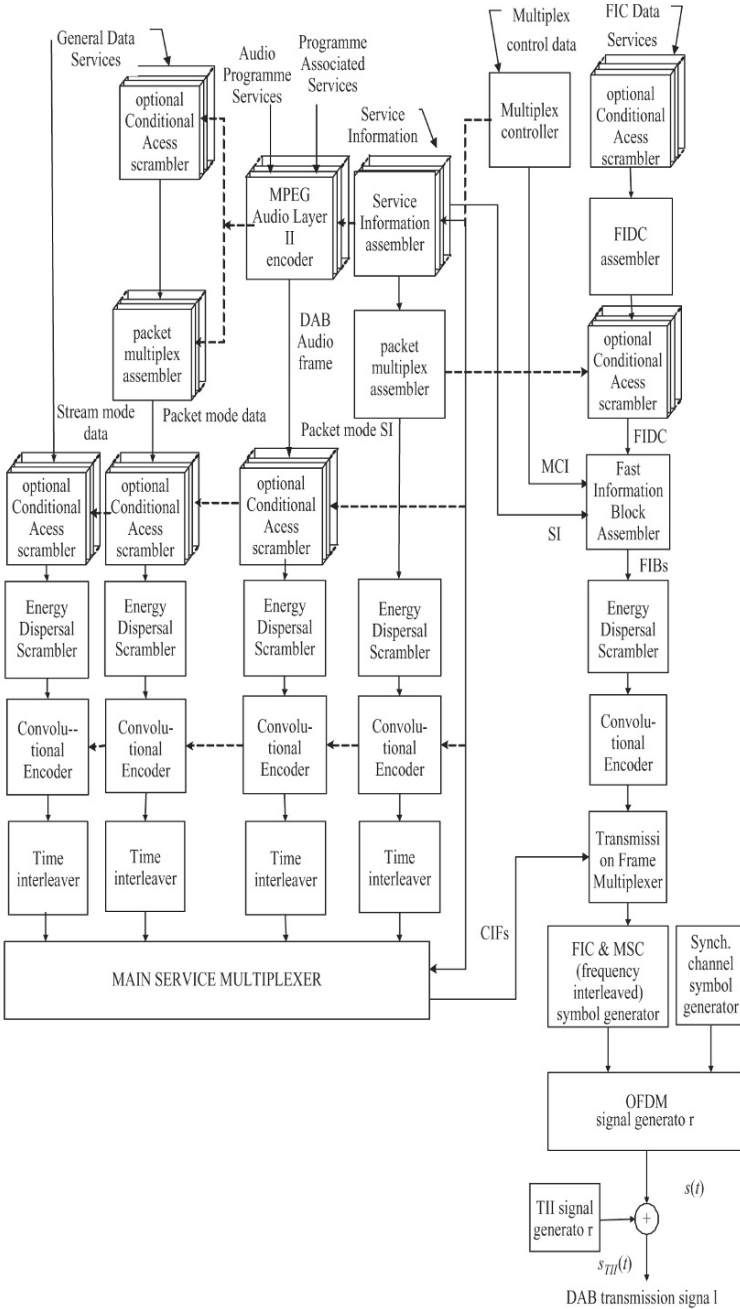 General Data
Services
Audio
Programme
Services
Programme
Associated
Services
Service
Information
Multiplex
control data
FIC Data
Services
optional
Conditional
Acess
scrambler
MPEG
Audio Layer
II
encoder
Service
Information
assembler
Multiplex
controller
optional
Conditional
Acess
scrambler
FIDC
assembler
packet
multiplex
assembler
DAB
Audio
frame
packet
multiplex
assembler
optional
Conditional
Acess
scrambler
Stream mode
data
Packet mode data
Packet mode SI
FIDC
MCI
SI
optional
Conditional
Acess
scrambler
optional
Conditional
Acess
scrambler
optional
Conditional
Acess
scrambler
Fast
Information
Block
Assembler
FIBs
Energy
Dispersal
Scrambler
Energy
Dispersal
Scrambler
Energy
Dispersal
Scrambler
Energy
Dispersal
Scrambler
Energy
Dispersal
Scrambler
Convolu--
tional
Encoder
Convolu-
tional
Encoder
Convolu-
tional
Encoder
Convolu-
tional
Encoder
Convolu-
tional
Encoder
Time
interleaver
Time
interleaver
Time
interleaver
Time
interleaver
Transmissi
on Frame
Multiplexer
CIFs
MAIN SERVICE MULTIPLEXER
FIC & MSC
(frequency
interleaved)
symbol generator
Synch.
channel
symbol
generator
OFDM
signal generato r
s(t)
TII signal
generato r
+
sTII(t)
DAB transmission signa l